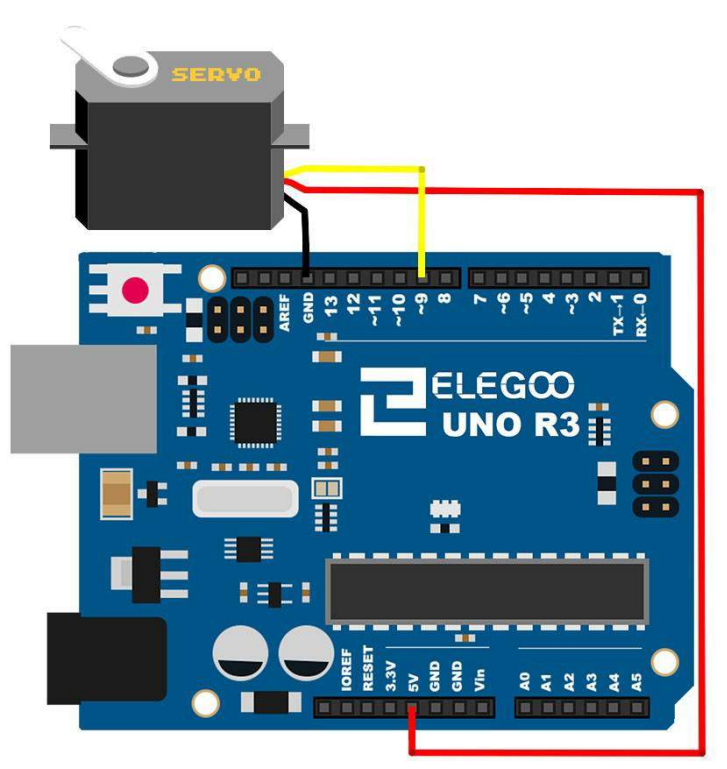 SERVO
AREF
GND
13
12
~11
~10
~9
8
7
~6
~5
4
~3
2
TX→1
RX←0
ELEGOO
UNO R3
IOREF
RESET
3.3V
5V
GND
GND
Vin
A0
A1
A2
A3
A4
A5